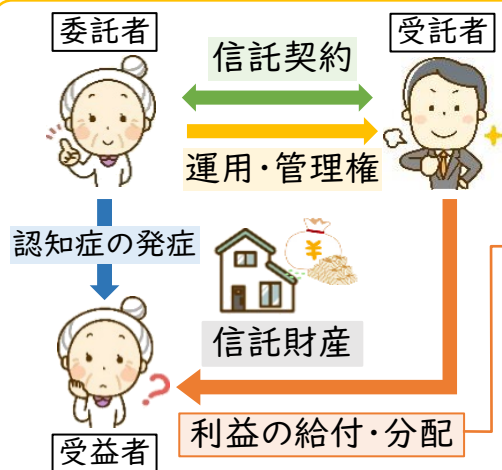 委託者
受託者
信託契約
運用・管理権
認知症の発症
¥
信託財産
利益の給付・分配
受益者